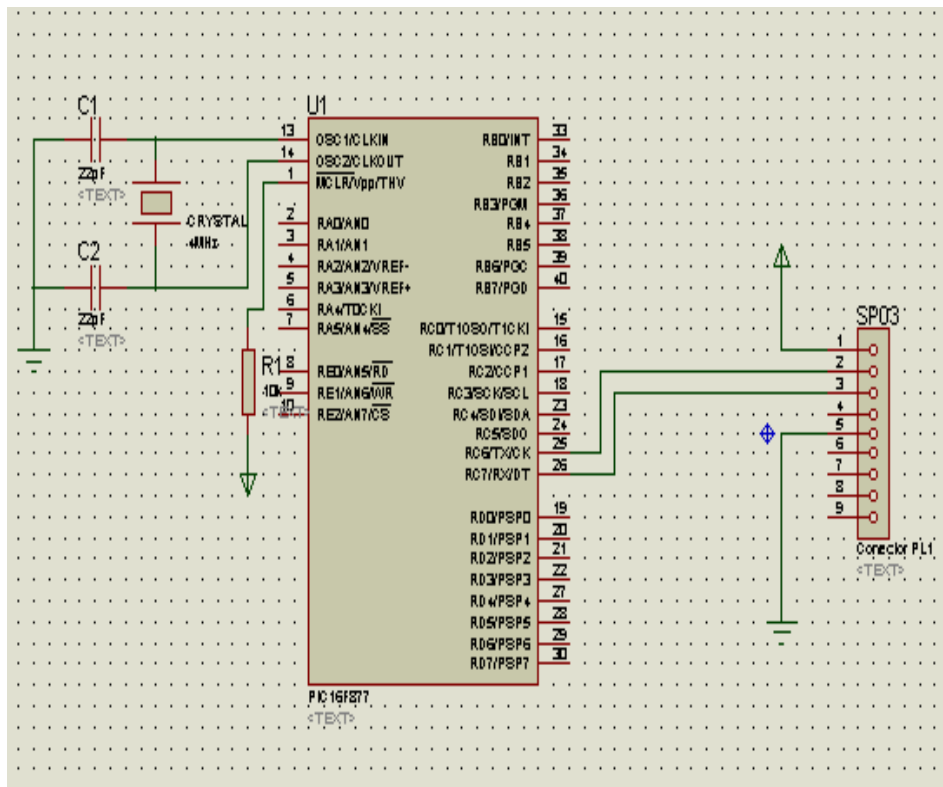 C1
22pF
<TEXT>
CRYSTAL
4MHz
C2
22pF
<TEXT>
R1
10k
<TEXT>
U1
13 OSC1/CLKIN
14 OSC2/CLKOUT
1 MCLR/Vpp/THV
2 RA0/AN0
3 RA1/AN1
4 RA2/AN2/VREF-
5 RA3/AN3/VREF+
6 RA4/T0CKI
7 RA5/AN4/SS
8 RE0/AN5/RD
9 RE1/AN6/WR
10 RE2/AN7/CS
RB0/INT 33
RB1 34
RB2 35
RB3/PGM 36
RB4 37
RB5 38
RB6/PGC 39
RB7/PGD 40
RC0/T1OSO/T1CKI 15
RC1/T1OSI/CCP2 16
RC2/CCP1 17
RC3/SCK/SCL 18
RC4/SDI/SDA 23
RC5/SDO 24
RC6/TX/CK 25
RC7/RX/DT 26
RD0/PSP0 19
RD1/PSP1 20
RD2/PSP2 21
RD3/PSP3 22
RD4/PSP4 27
RD5/PSP5 28
RD6/PSP6 29
RD7/PSP7 30
PIC16F877
<TEXT>
SP03
1
2
3
4
5
6
7
8
9
Conector PL1
<TEXT>